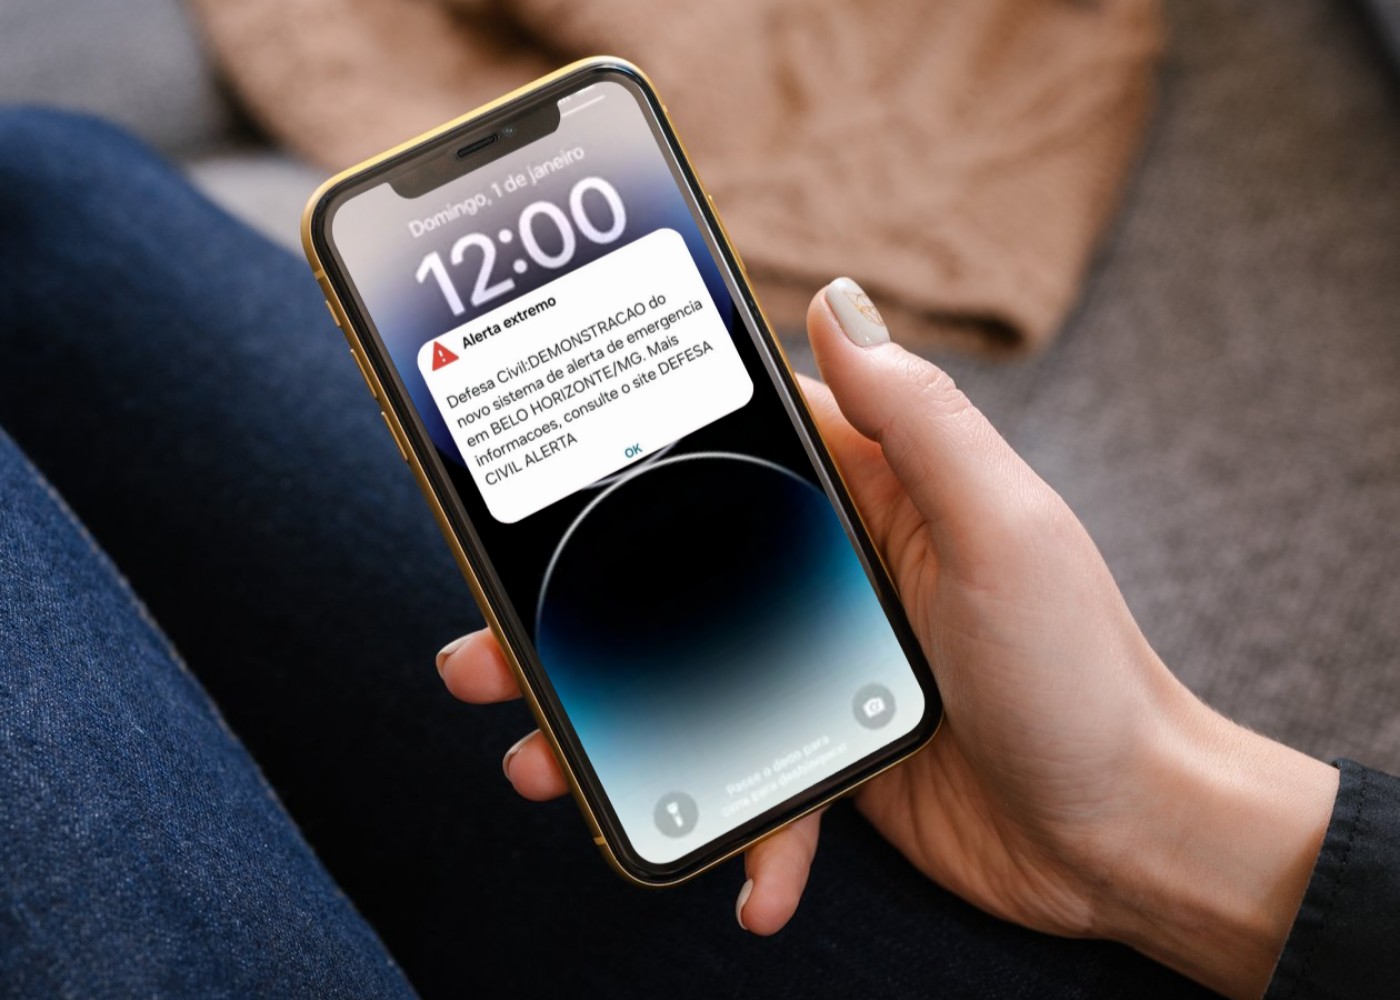 Domingo, 1 de janeiro
12:00
Alerta extremo
Defesa Civil:DEMONSTRACAO do
novo sistema de alerta de emergencia
em BELO HORIZONTE/MG. Mais
informacoes, consulte o site DEFESA
CIVIL ALERTA
OK
Passe o dedo para
cima para desbloquear